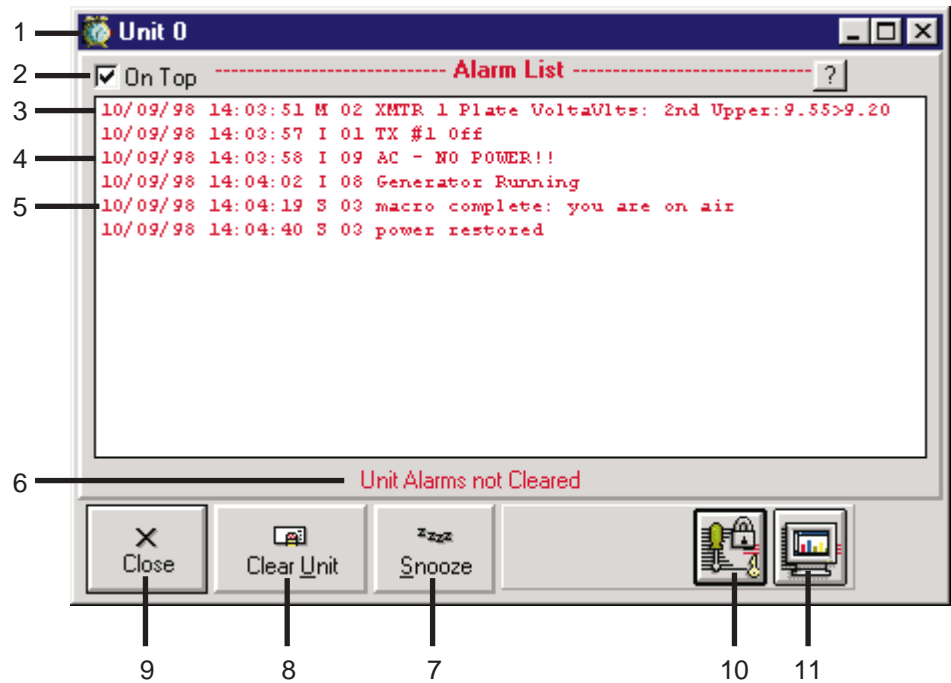 1 Unit 0
2 On Top ---------------------------- Alarm List ---------------------------- ?
3 10/09/98 14:03:51 M 02 XMTR 1 Plate VoltaVlts: 2nd Upper:9.55>9.20
10/09/98 14:03:57 I 01 TX #1 Off
4 10/09/98 14:03:58 I 09 AC - NO POWER!!
10/09/98 14:04:02 I 08 Generator Running
5 10/09/98 14:04:19 S 03 macro complete: you are on air
10/09/98 14:04:40 S 03 power restored
6 Unit Alarms not Cleared
Close Clear Unit zzzz Snooze
9 8 7 10 11